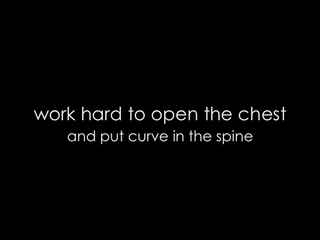 work hard to open the chest
and put curve in the spine